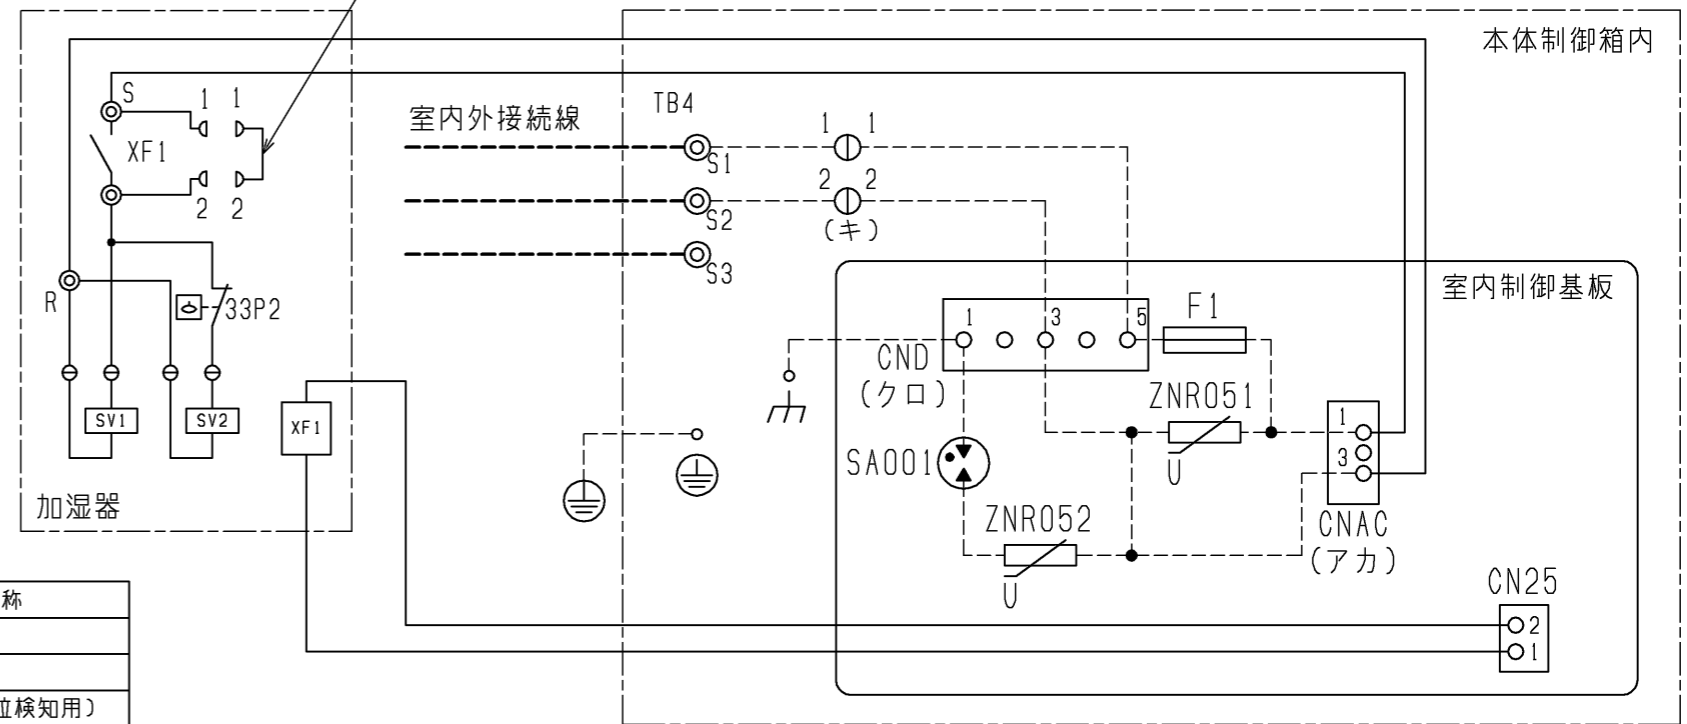 本体制御箱内
S
1 1
XF1
2 2
R
33P2
SV1
SV2
XF1
加湿器
室内外接続線
TB4
S1
1 1
S2
2 2
(キ)
S3
室内制御基板
1 3 5
F1
CND
(クロ)
ZNR051
U
SA001
ZNR052
U
1
3
CNAC
(アカ)
CN25
2
1
称
位検知用)